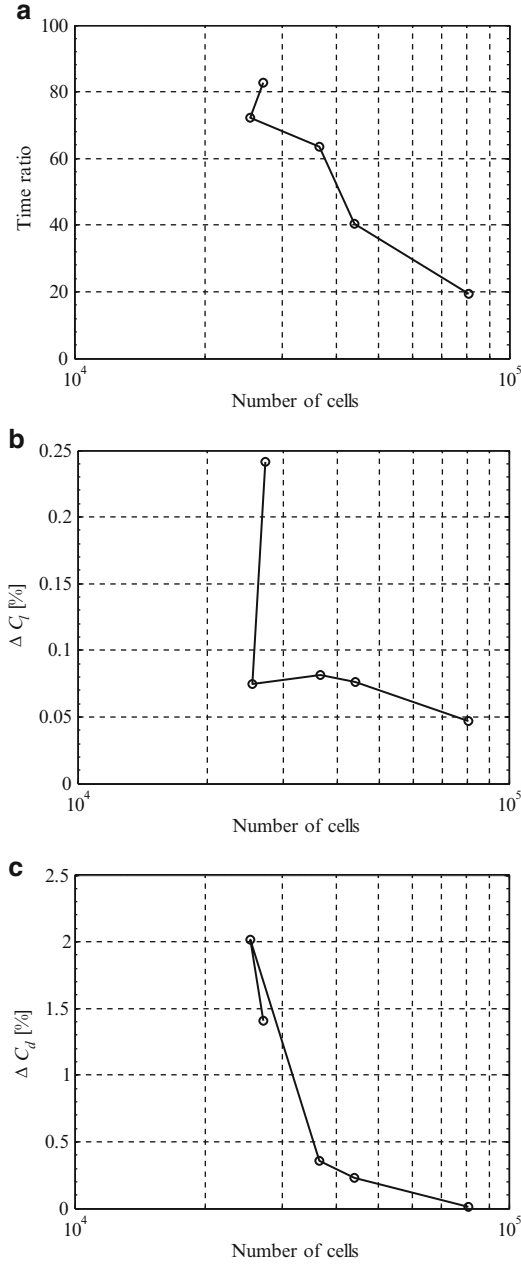 a
100
80
60
40
20
0
Time ratio
10^4
10^5
Number of cells
b
0.25
0.2
0.15
0.1
0.05
0
Δ C_l [%]
10^4
10^5
Number of cells
c
2.5
2
1.5
1
0.5
0
Δ C_d [%]
10^4
10^5
Number of cells